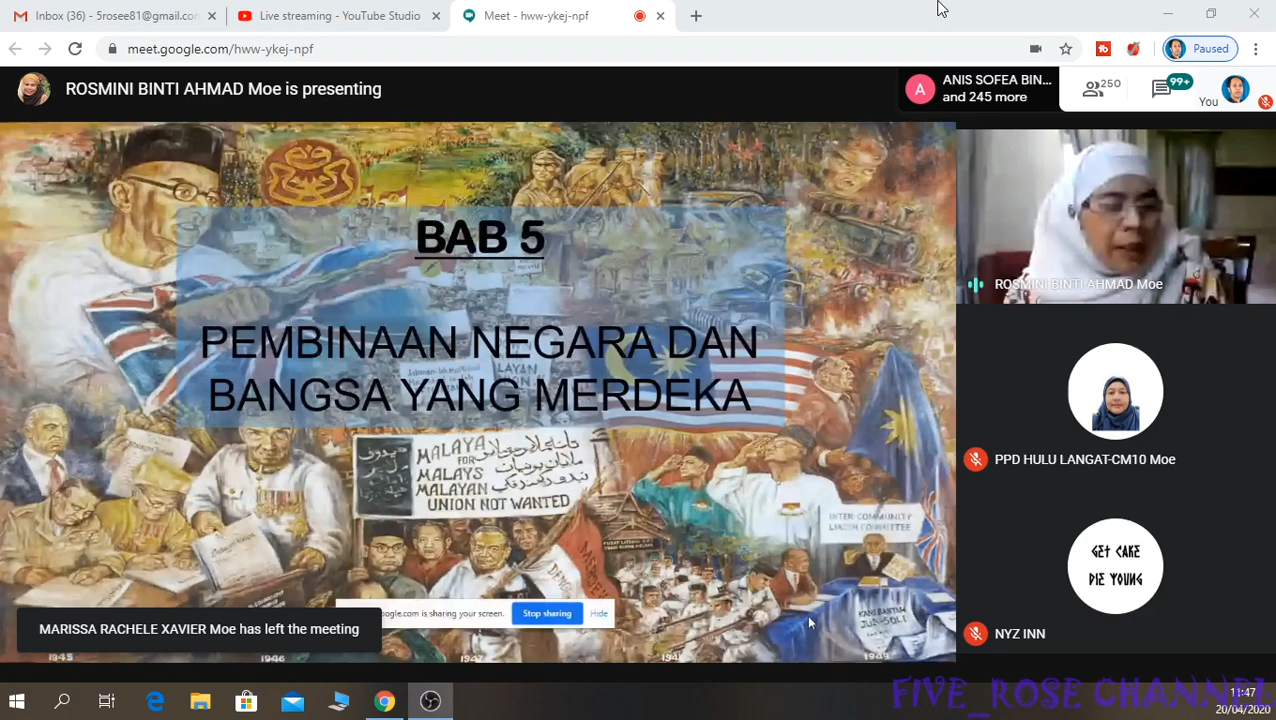 Inbox (36) - 5rosee81@gmail.co
Live streaming - YouTube Studio
Meet - hww-ykej-npf
meet.google.com/hww-ykej-npf
Paused
ROSMINI BINTI AHMAD Moe is presenting
ANIS SOFEA BIN...
and 245 more
250
99+
You
BAB 5
PEMBINAAN NEGARA DAN
BANGSA YANG MERDEKA
MALAYA
FOR
MALAYS
MALAYAN
UNION NOT WANTED
INTER-COMMUNITY
LIAISON COMMITTEE
ROSMINI BINTI AHMAD Moe
PPD HULU LANGAT-CM10 Moe
GET CAKE
DIE YOUNG
NYZ INN
ogle.com is sharing your screen.
Stop sharing
Hide
MARISSA RACHELE XAVIER Moe has left the meeting
1945
1946
1947
1949
FIVE_ROSE CHANNEL
11:47
20/04/2020